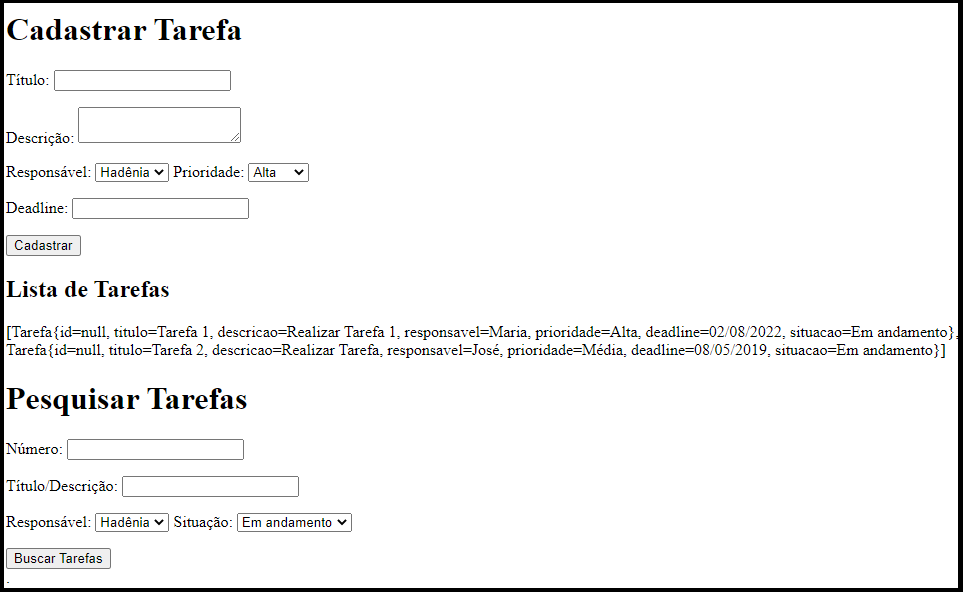 Cadastrar Tarefa
Título:
Descrição:
Responsável: Hadênia Prioridade: Alta
Deadline:
Cadastrar
Lista de Tarefas
[Tarefa{id=null, titulo=Tarefa 1, descricao=Realizar Tarefa 1, responsavel=Maria, prioridade=Alta, deadline=02/08/2022, situacao=Em andamento},
Tarefa{id=null, titulo=Tarefa 2, descricao=Realizar Tarefa, responsavel=José, prioridade=Média, deadline=08/05/2019, situacao=Em andamento}]
Pesquisar Tarefas
Número:
Título/Descrição:
Responsável: Hadênia Situação: Em andamento
Buscar Tarefas
.